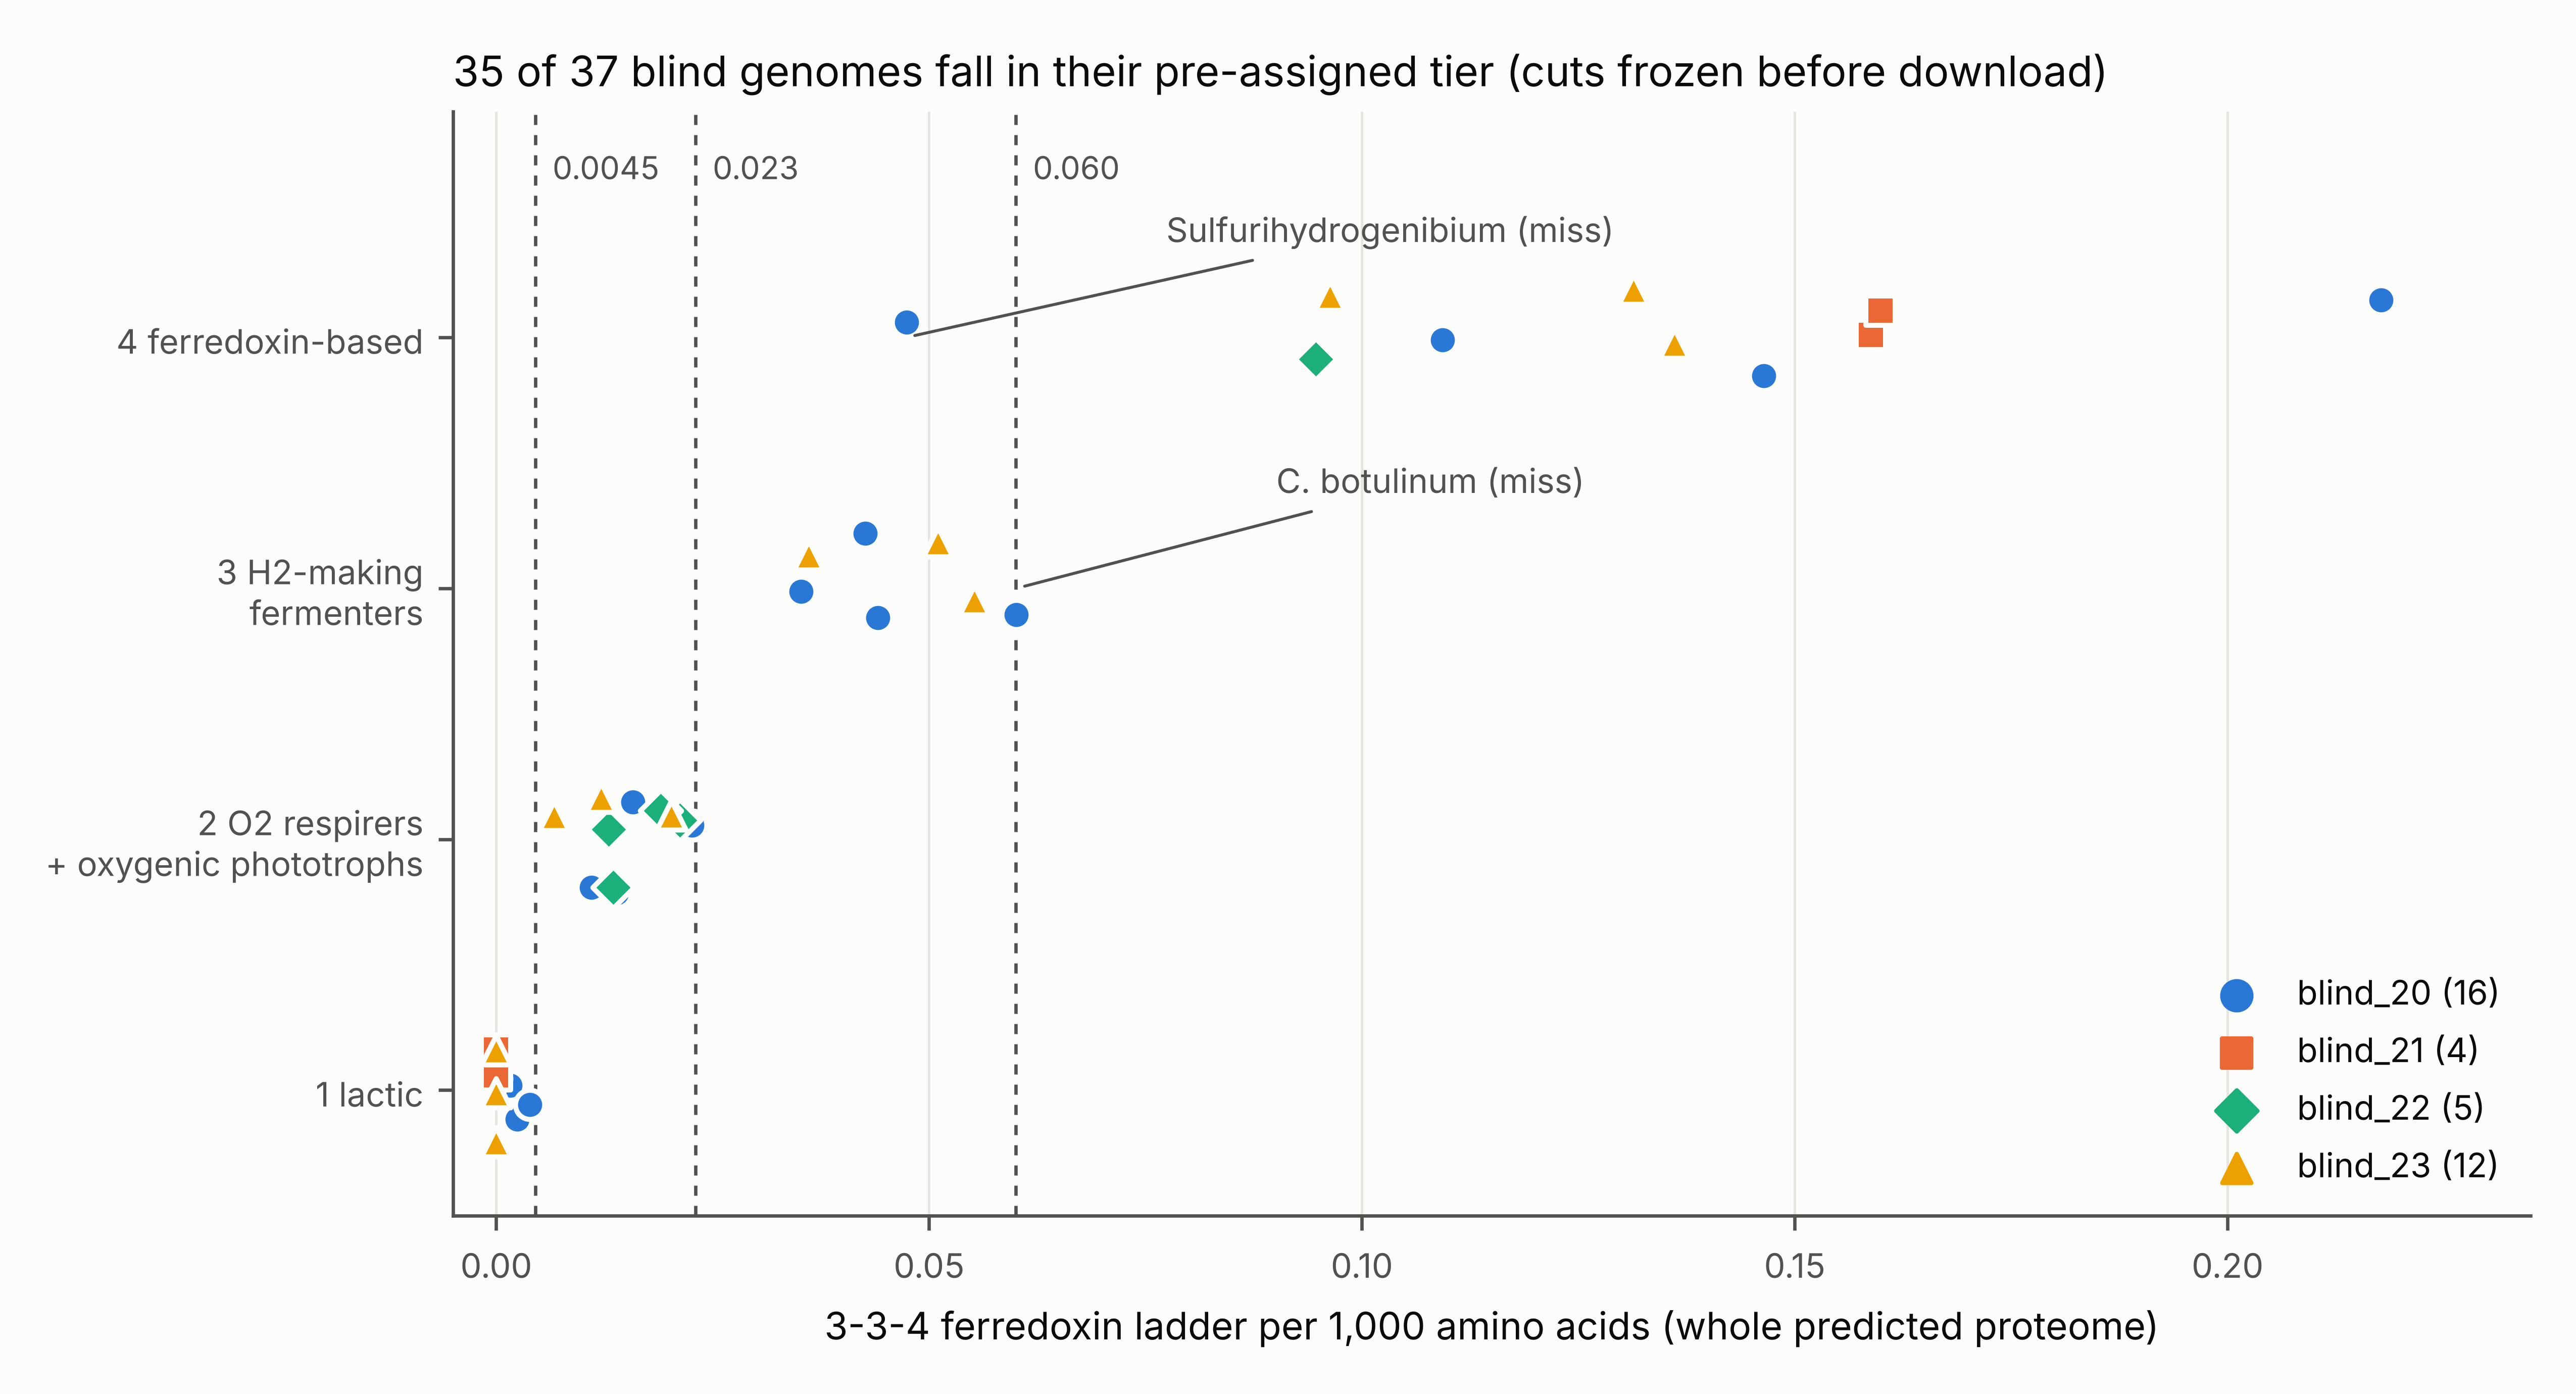 35 of 37 blind genomes fall in their pre-assigned tier (cuts frozen before download)
0.0045
0.023
0.060
Sulfurihydrogenibium (miss)
4 ferredoxin-based
C. botulinum (miss)
3 H2-making
fermenters
2 O2 respirers
+ oxygenic phototrophs
1 lactic
blind_20 (16)
blind_21 (4)
blind_22 (5)
blind_23 (12)
0.00
0.05
0.10
0.15
0.20
3-3-4 ferredoxin ladder per 1,000 amino acids (whole predicted proteome)